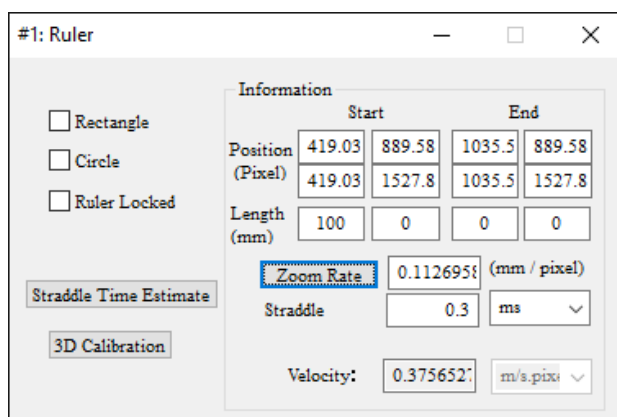 #1: Ruler
Information
Start End
Rectangle
Circle
Ruler Locked
Position (Pixel)
419.03 889.58 1035.5 889.58
419.03 1527.8 1035.5 1527.8
Length (mm)
100 0 0 0
Zoom Rate 0.1126958 (mm / pixel)
Straddle Time Estimate
Straddle 0.3 ms
3D Calibration
Velocity: 0.3756527 m/s.pixe